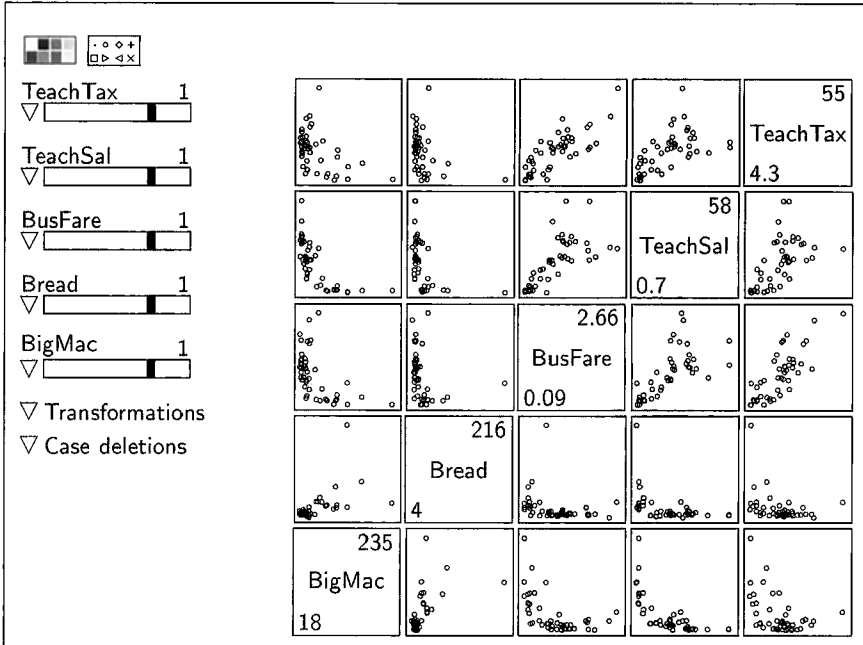 TeachTax 1
TeachSal 1
BusFare 1
Bread 1
BigMac 1
Transformations
Case deletions
55
TeachTax
4.3
58
TeachSal
0.7
2.66
BusFare
0.09
216
Bread
4
235
BigMac
18